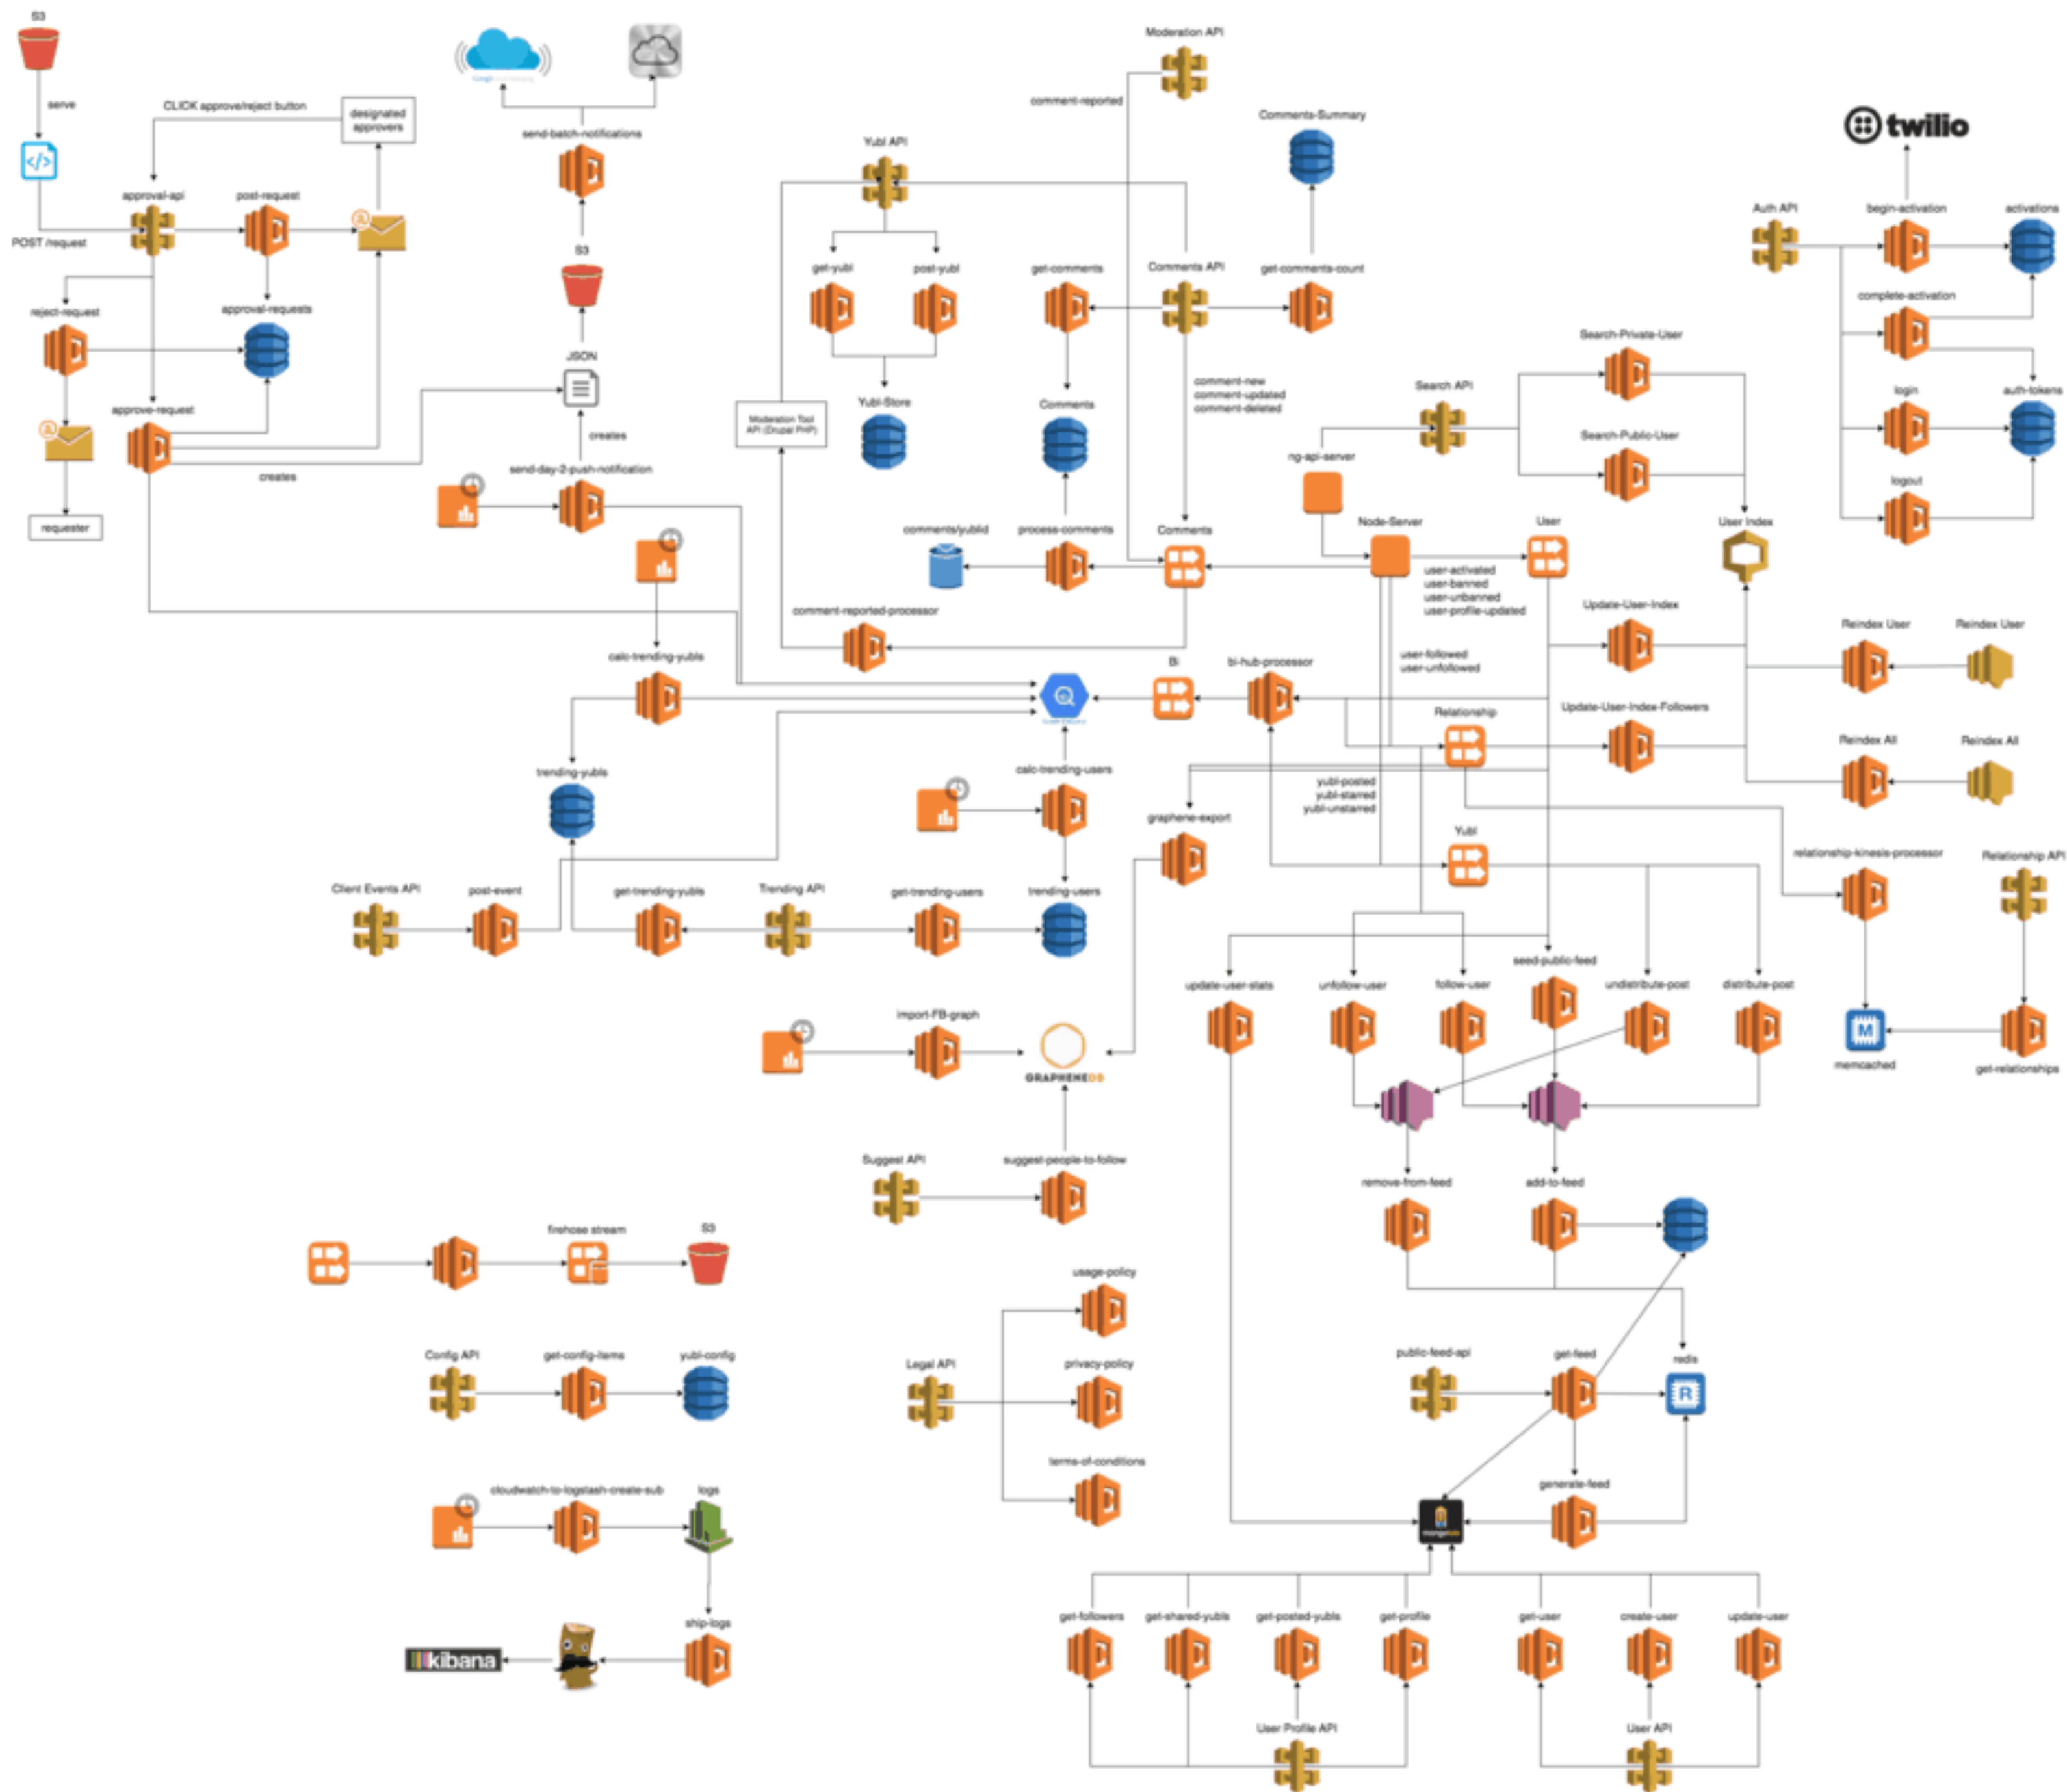 S3
serve
CLICK approve/reject button
designated
approvers
approval-api
post-request
POST /request
reject-request
approval-requests
approve-request
creates
requester
send-batch-notifications
S3
JSON
creates
send-day-2-push-notification
calc-trending-yubls
Moderation API
comment-reported
Comments-Summary
Yubl API
get-yubl
post-yubl
get-comments
Comments API
get-comments-count
Yubl-Store
Comments
comment-new
comment-updated
comment-deleted
Moderation Tool
API (Drupal PHP)
comments/yublid
process-comments
Comments
comment-reported-processor
twilio
Auth API
begin-activation
activations
complete-activation
login
auth-tokens
logout
Search-Private-User
Search API
Search-Public-User
ng-api-server
Node-Server
User
User Index
user-activated
user-banned
user-unbanned
user-profile-updated
Update-User-Index
Reindex User
Reindex User
user-followed
user-unfollowed
Bi
bi-hub-processor
Relationship
Update-User-Index-Followers
Reindex All
Reindex All
trending-yubls
calc-trending-users
yubl-posted
yubl-starred
yubl-unstarred
graphene-export
Yubl
relationship-kinesis-processor
Relationship API
Client Events API
post-event
get-trending-yubls
Trending API
get-trending-users
trending-users
update-user-stats
unfollow-user
follow-user
seed-public-feed
undistribute-post
distribute-post
M
memcached
get-relationships
import-FB-graph
GRAPHENEDB
Suggest API
suggest-people-to-follow
remove-from-feed
add-to-feed
firehose stream
S3
usage-policy
Config API
get-config-items
yubl-config
Legal API
privacy-policy
terms-of-conditions
public-feed-api
get-feed
redis
R
generate-feed
cloudwatch-to-logstash-create-sub
logs
ship-logs
kibana
get-followers
get-shared-yubls
get-posted-yubls
get-profile
get-user
create-user
update-user
User Profile API
User API